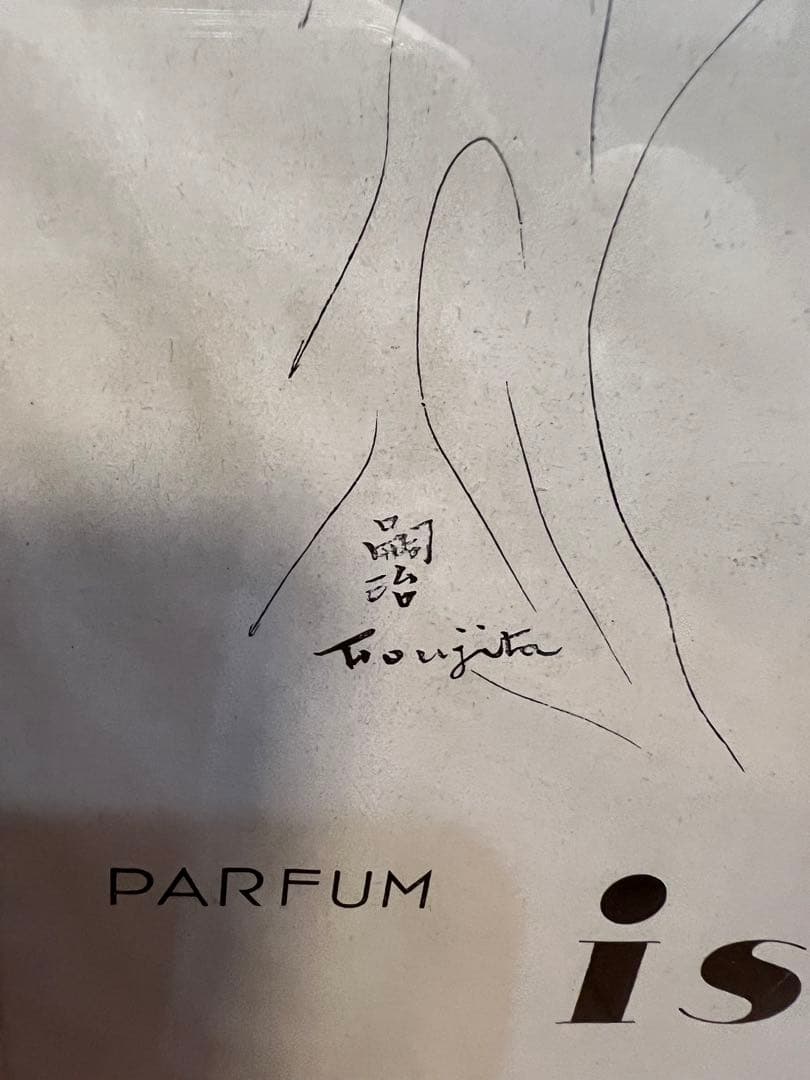 嗣
治
Foujita
PARFUM
is